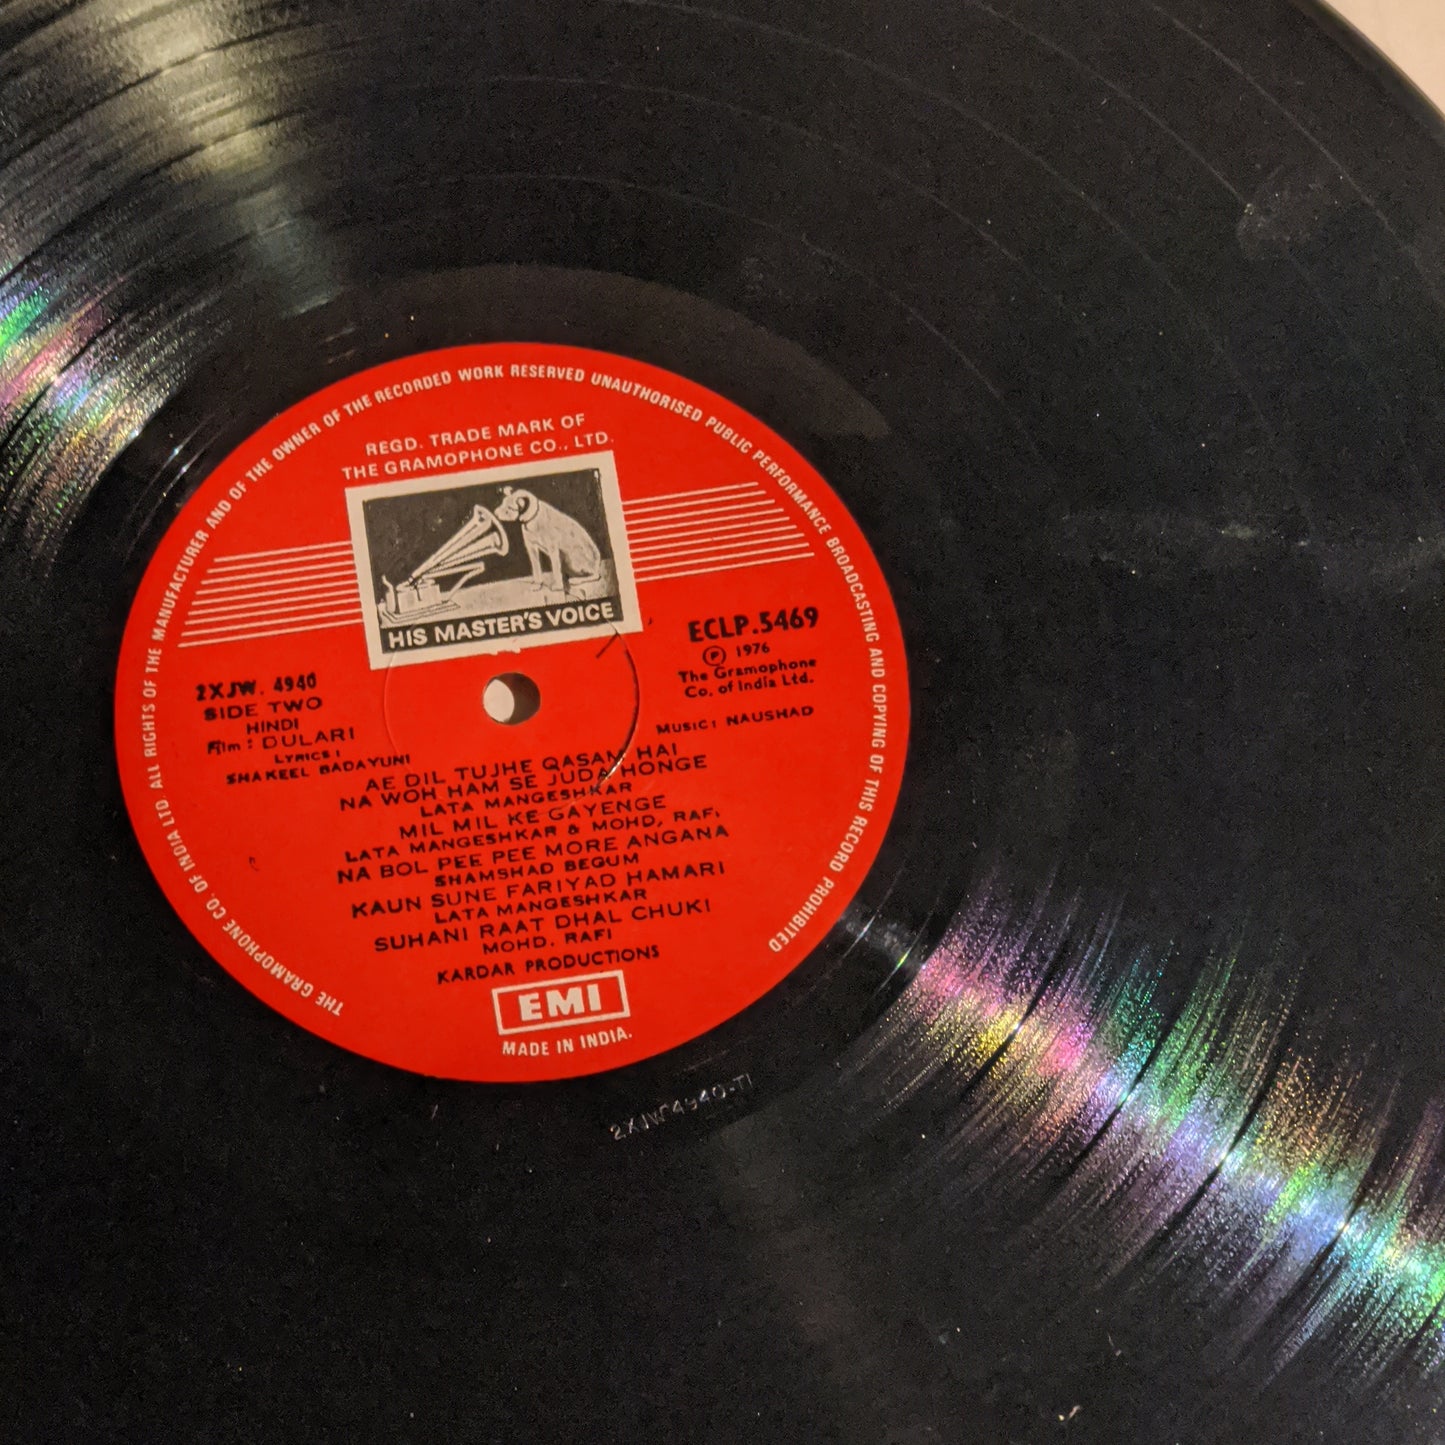 THE GRAMOPHONE CO. OF INDIA LTD. ALL RIGHTS OF THE MANUFACTURER AND OF THE OWNER OF THE RECORDED WORK RESERVED UNAUTHORISED PUBLIC PERFORMANCE BROADCASTING AND COPYING OF THIS RECORD PROHIBITED
REGD. TRADE MARK OF
THE GRAMOPHONE CO., LTD.
HIS MASTER'S VOICE
ECLP.5469
Ⓟ 1976
The Gramophone
Co. of India Ltd.
2XJW. 4940
SIDE TWO
HINDI
Film: DULARI
LYRICS:
SHAKEEL BADAYUNI
MUSIC: NAUSHAD
AE DIL TUJHE QASAM HAI
NA WOH HAM SE JUDA HONGE
LATA MANGESHKAR
MIL MIL KE GAYENGE
LATA MANGESHKAR & MOHD. RAFI
NA BOL PEE PEE MORE ANGANA
SHAMSHAD BEGUM
KAUN SUNE FARIYAD HAMARI
LATA MANGESHKAR
SUHANI RAAT DHAL CHUKI
MOHD. RAFI
KARDAR PRODUCTIONS
EMI
MADE IN INDIA.